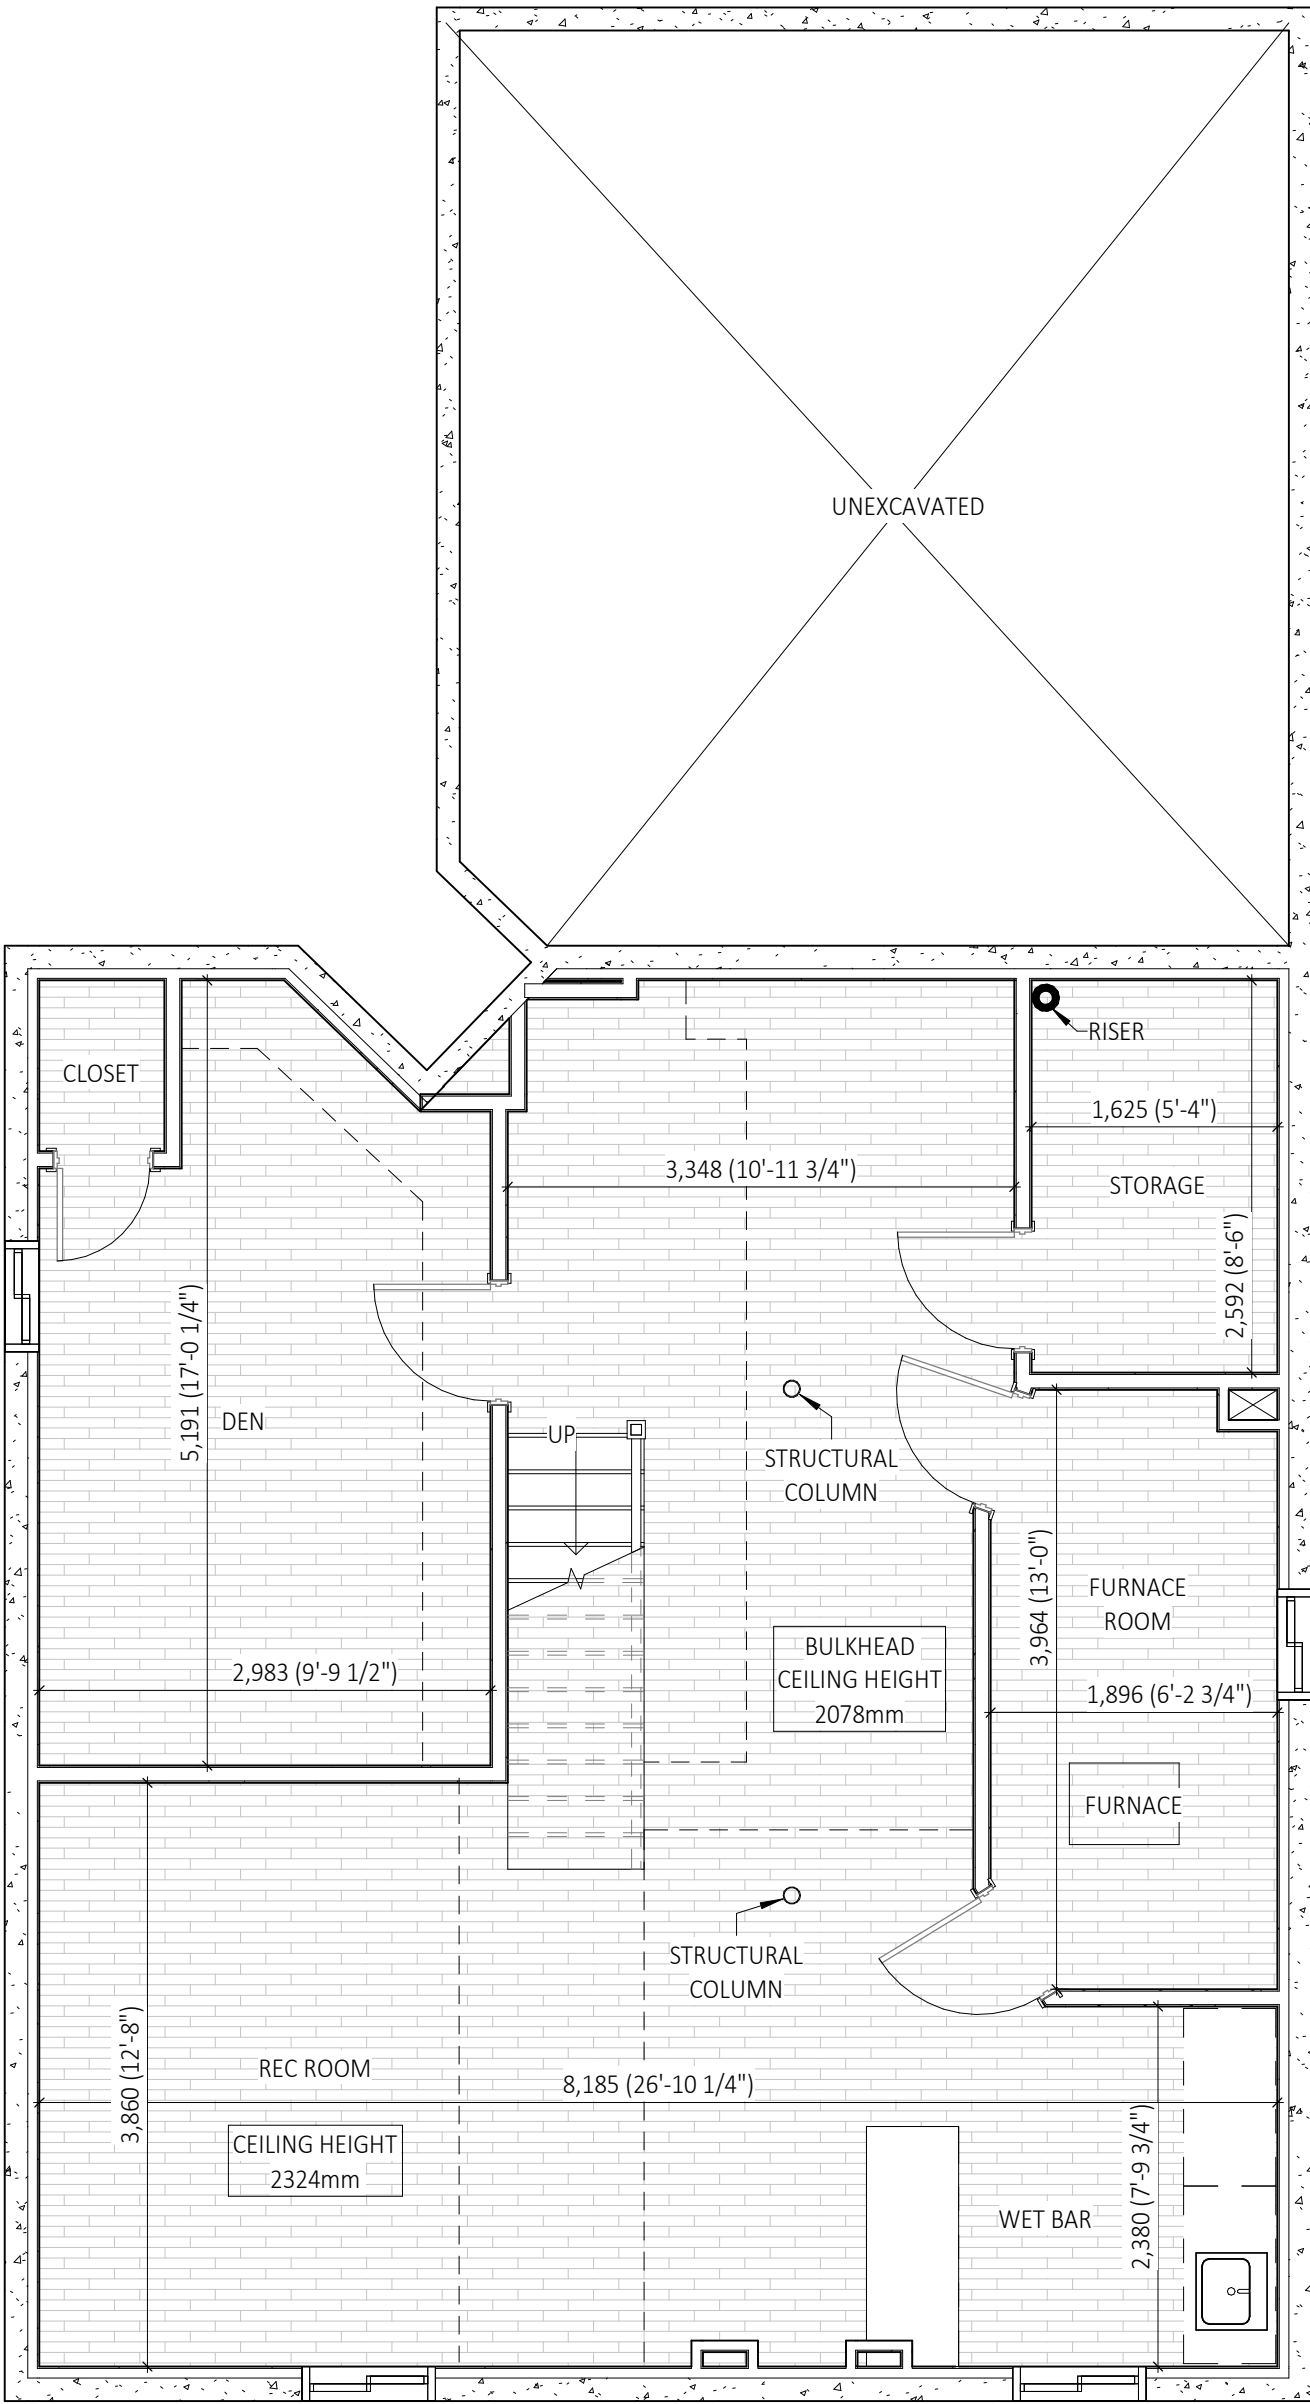 UNEXCAVATED
CLOSET
RISER
1,625 (5'-4")
3,348 (10'-11 3/4")
STORAGE
2,592 (8'-6")
5,191 (17'-0 1/4")
DEN
UP
STRUCTURAL
COLUMN
3,964 (13'-0")
FURNACE
ROOM
BULKHEAD
CEILING HEIGHT
2078mm
2,983 (9'-9 1/2")
1,896 (6'-2 3/4")
FURNACE
STRUCTURAL
COLUMN
REC ROOM
3,860 (12'-8")
8,185 (26'-10 1/4")
CEILING HEIGHT
2324mm
2,380 (7'-9 3/4")
WET BAR